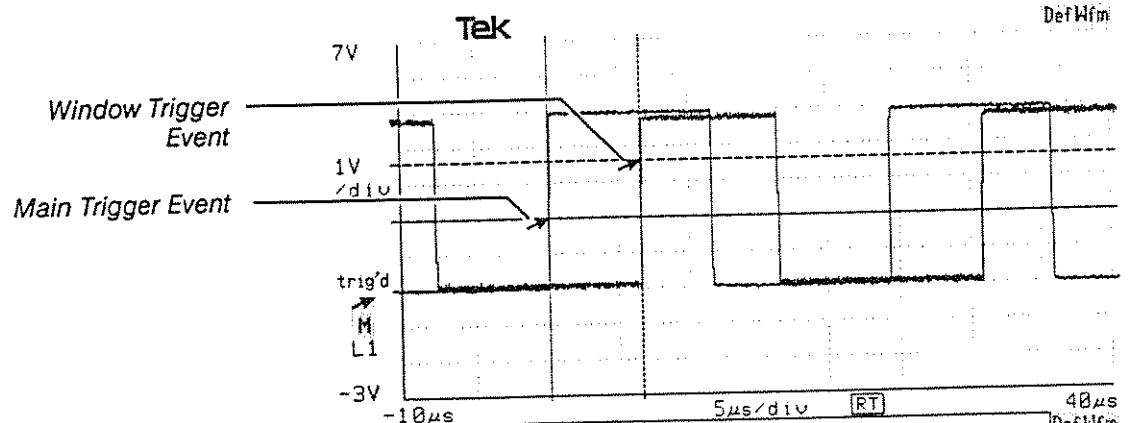 DefWfm
Tek
7V
Window Trigger
Event
1V
/div
Main Trigger Event
trig'd
M
L1
-3V
-10µs
5µs/div
RT
40µs
DefWfm